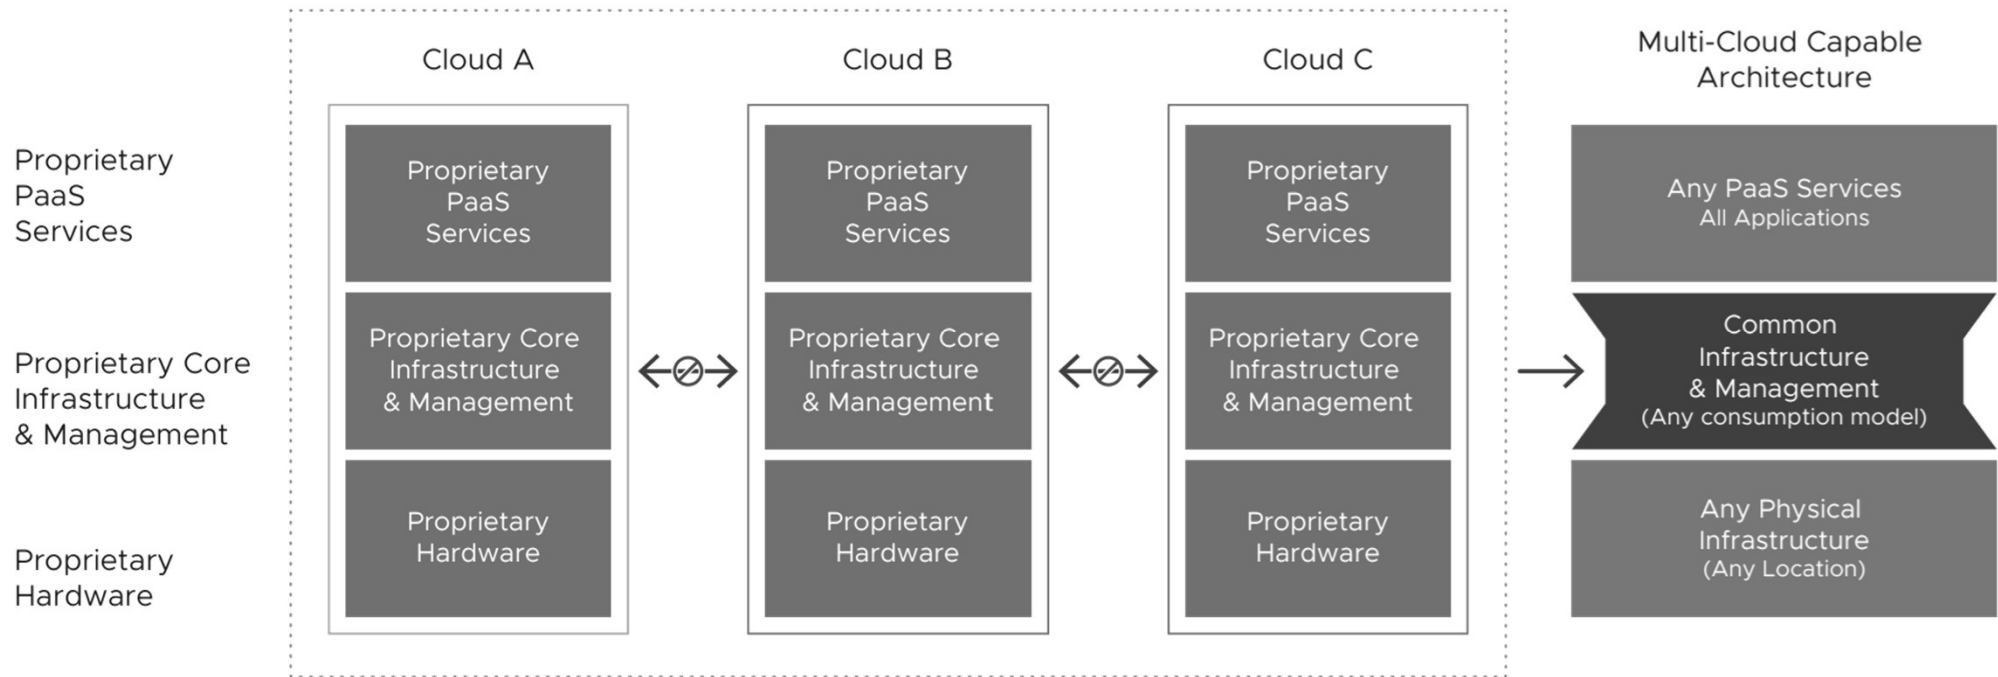 Cloud A
Cloud B
Cloud C
Multi-Cloud Capable
Architecture
Proprietary
PaaS
Services
Proprietary
PaaS
Services
Proprietary
PaaS
Services
Proprietary
PaaS
Services
Any PaaS Services
All Applications
Proprietary Core
Infrastructure
& Management
Proprietary Core
Infrastructure
& Management
Proprietary Core
Infrastructure
& Management
Proprietary Core
Infrastructure
& Management
Common
Infrastructure
& Management
(Any consumption model)
Proprietary
Hardware
Proprietary
Hardware
Proprietary
Hardware
Proprietary
Hardware
Any Physical
Infrastructure
(Any Location)